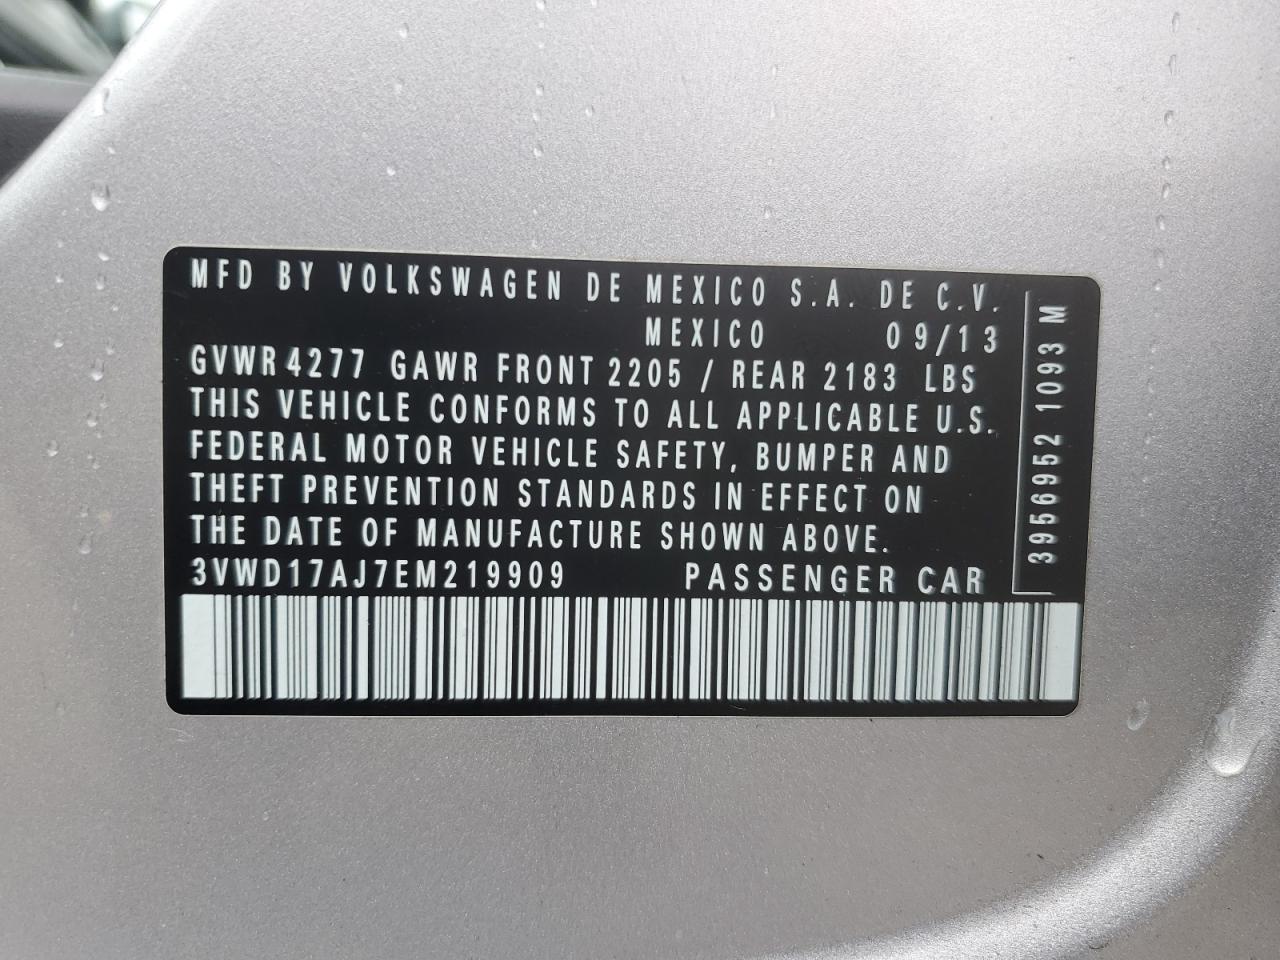 MFD BY VOLKSWAGEN DE MEXICO S.A. DE C.V.
MEXICO 09/13
GVWR 4277 GAWR FRONT 2205 / REAR 2183 LBS
THIS VEHICLE CONFORMS TO ALL APPLICABLE U.S.
FEDERAL MOTOR VEHICLE SAFETY, BUMPER AND
THEFT PREVENTION STANDARDS IN EFFECT ON
THE DATE OF MANUFACTURE SHOWN ABOVE.
3VWD17AJ7EM219909 PASSENGER CAR
3956952 1093 M